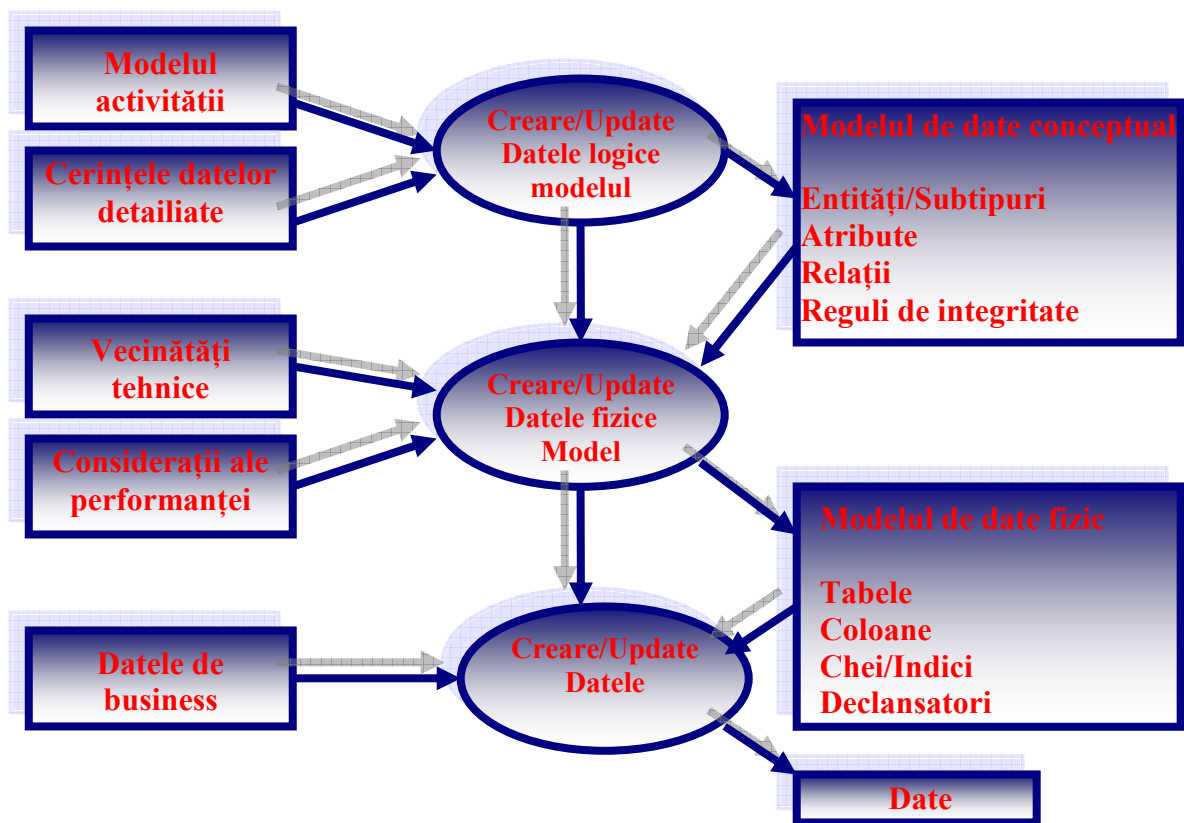 Modelul
activității
Cerințele datelor
detailiate
Creare/Update
Datele logice
modelul
Modelul de date conceptual
Entități/Subtipuri
Atribute
Relații
Reguli de integritate
Vecinătăți
tehnice
Considerații ale
performanței
Creare/Update
Datele fizice
Model
Modelul de date fizic
Tabele
Coloane
Chei/Indici
Declansatori
Datele de
business
Creare/Update
Datele
Date